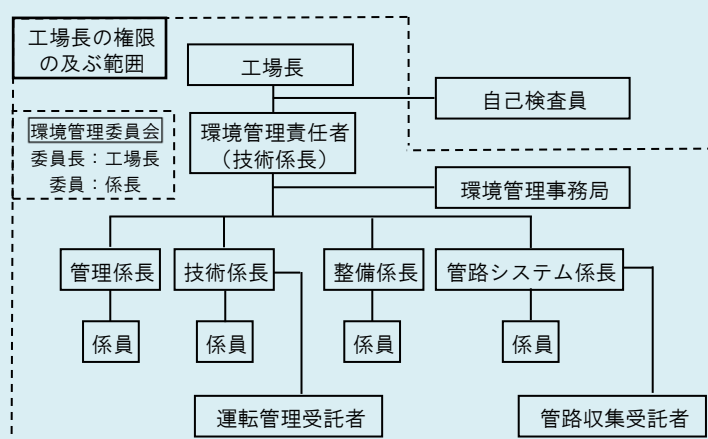 工場長の権限
の及ぶ範囲
工場長
自己検査員
環境管理委員会
委員長：工場長
委員：係長
環境管理責任者
（技術係長）
環境管理事務局
管理係長
技術係長
整備係長
管路システム係長
係員
係員
係員
係員
運転管理受託者
管路収集受託者